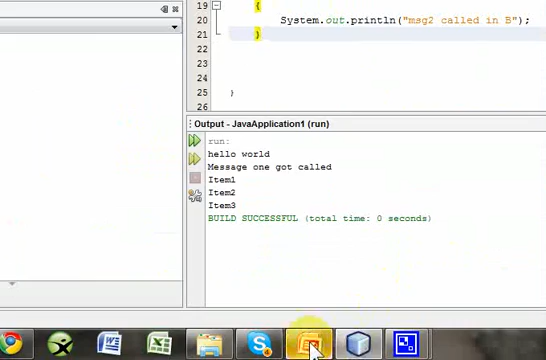 19
{
20
System.out.println("msg2 called in B");
21
}
22
23
24
25
}
26
Output - JavaApplication1 (run)
run:
hello world
Message one got called
Item1
Item2
Item3
BUILD SUCCESSFUL (total time: 0 seconds)